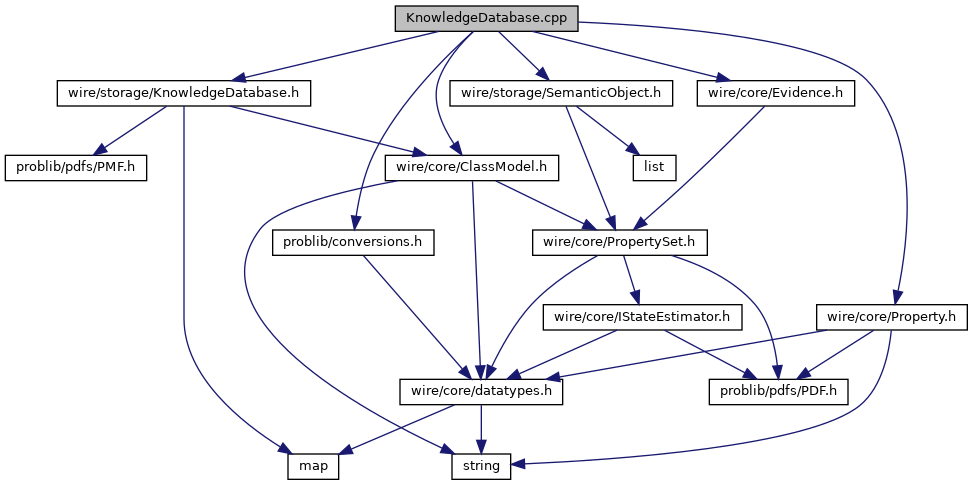 KnowledgeDatabase.cpp
wire/storage/KnowledgeDatabase.h
wire/storage/SemanticObject.h
wire/core/Evidence.h
problib/pdfs/PMF.h
wire/core/ClassModel.h
list
problib/conversions.h
wire/core/PropertySet.h
wire/core/IStateEstimator.h
wire/core/Property.h
wire/core/datatypes.h
problib/pdfs/PDF.h
map
string